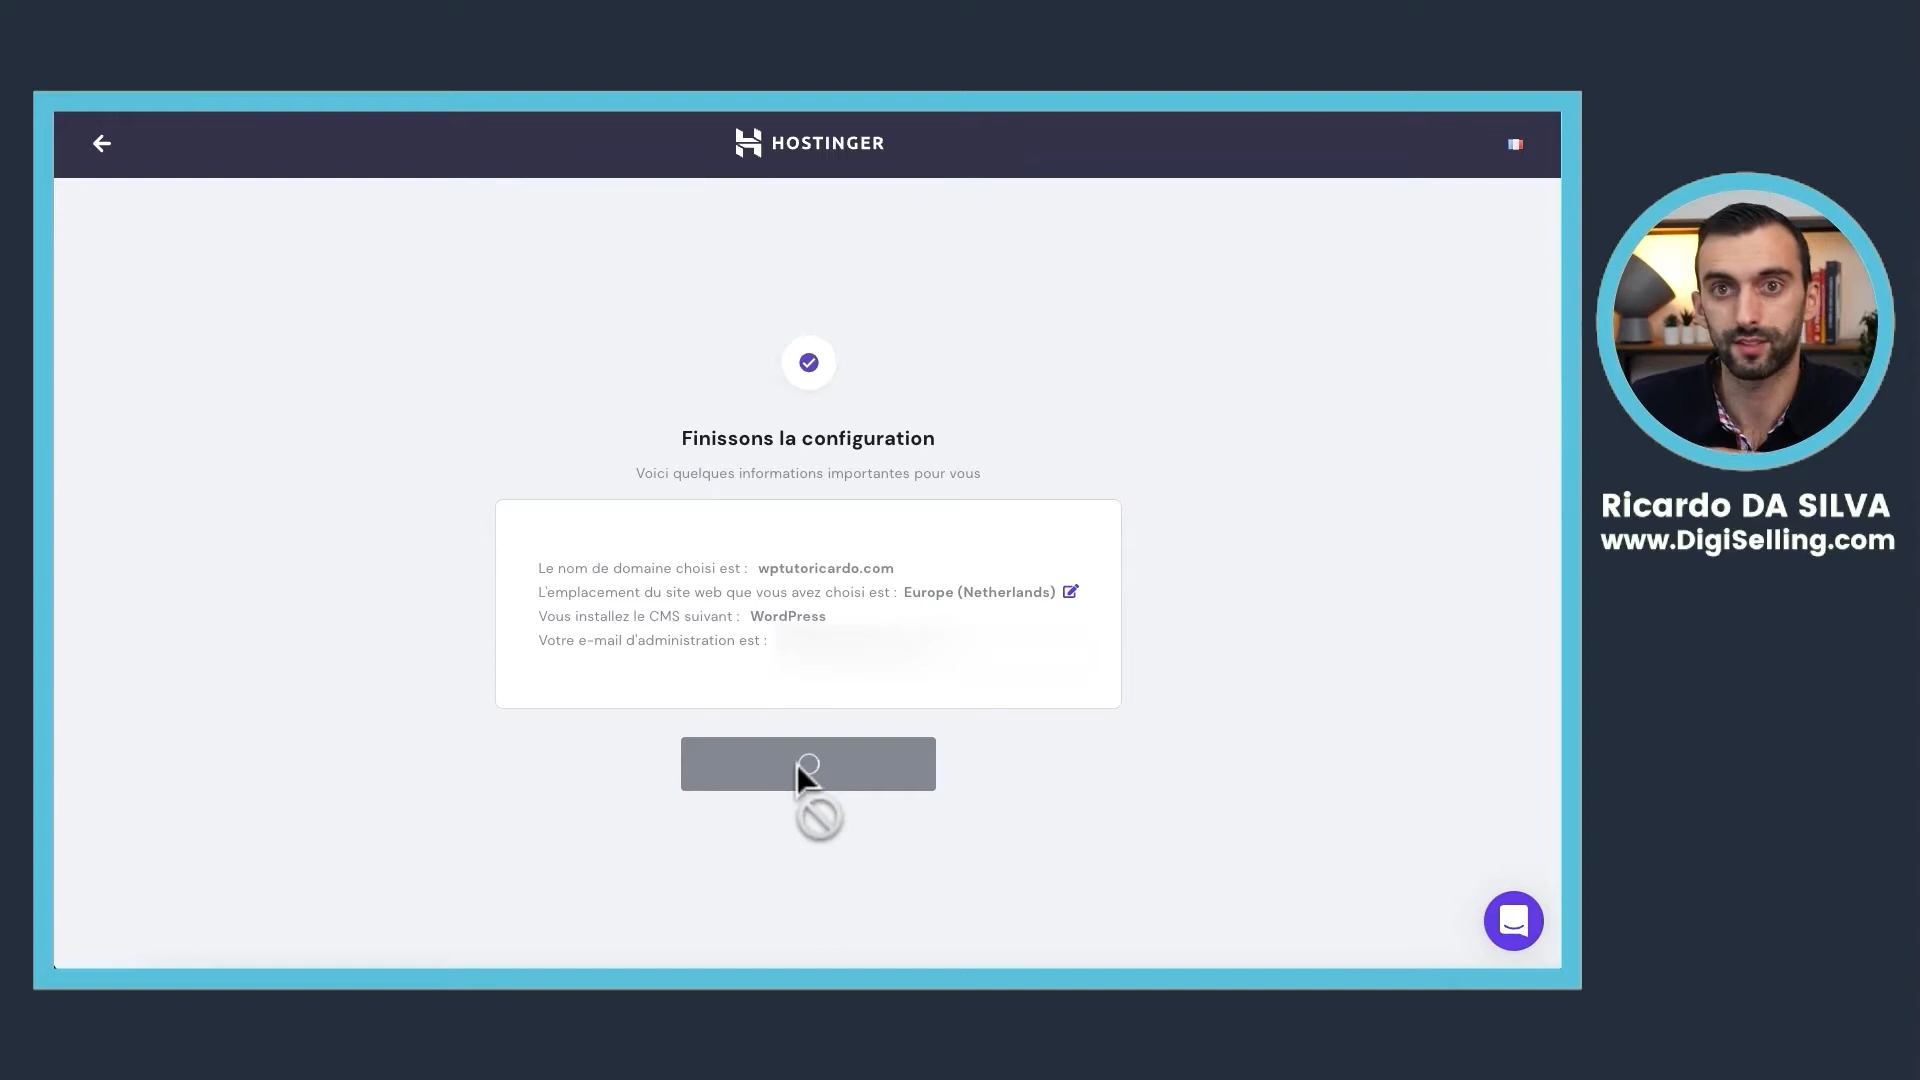 HOSTINGER
Finissons la configuration
Voici quelques informations importantes pour vous
Le nom de domaine choisi est : wptutoricardo.com
L'emplacement du site web que vous avez choisi est : Europe (Netherlands)
Vous installez le CMS suivant : WordPress
Votre e-mail d'administration est :
Ricardo DA SILVA
www.DigiSelling.com